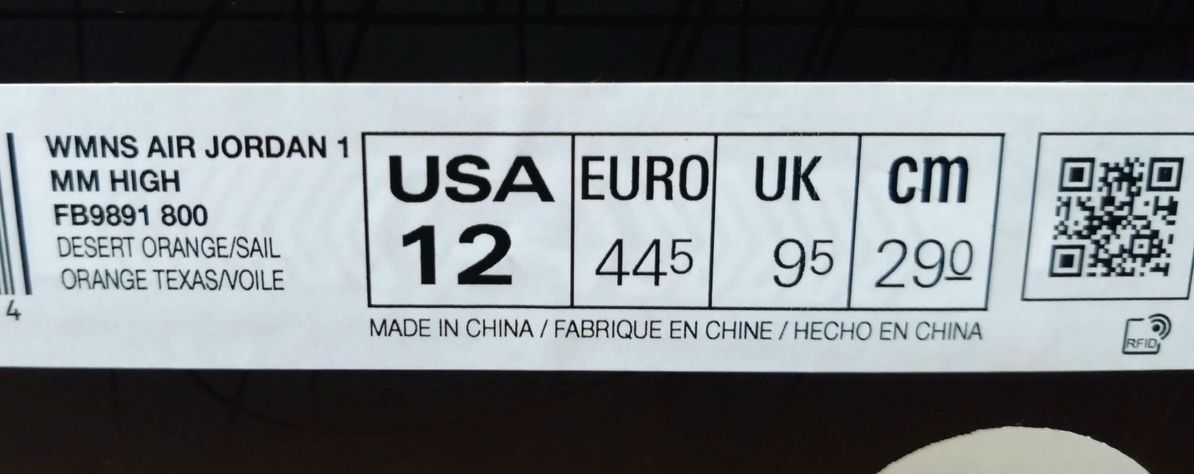 WMNS AIR JORDAN 1
MM HIGH
FB9891 800
DESERT ORANGE/SAIL
ORANGE TEXAS/VOILE
4
USA EURO UK cm
12 445 95 290
MADE IN CHINA / FABRIQUE EN CHINE / HECHO EN CHINA
RFID